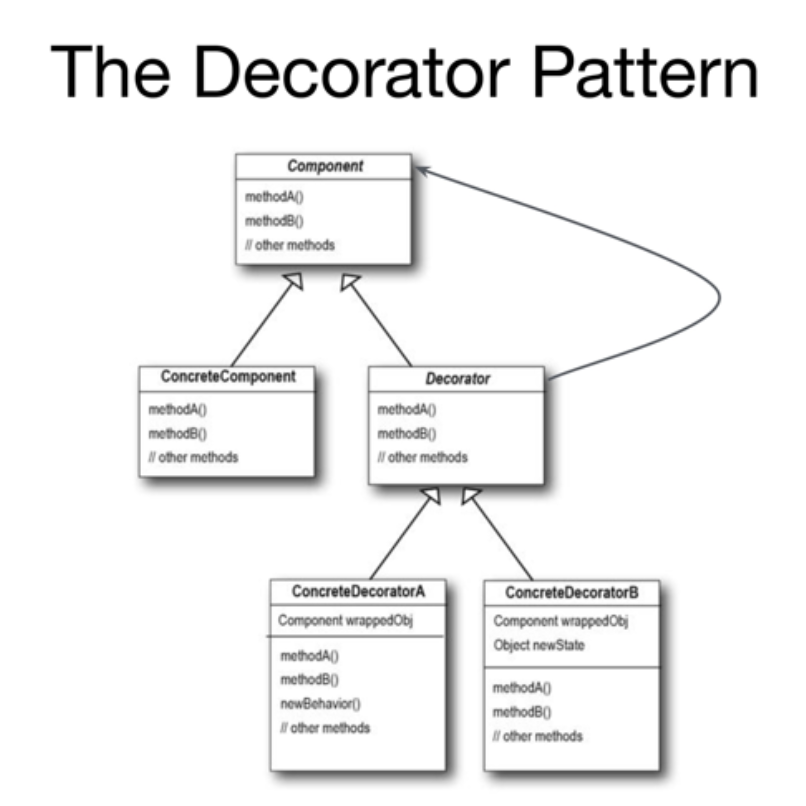 The Decorator Pattern
Component
methodA()
methodB()
// other methods
ConcreteComponent
methodA()
methodB()
// other methods
Decorator
methodA()
methodB()
// other methods
ConcreteDecoratorA
Component wrappedObj
methodA()
methodB()
newBehavior()
// other methods
ConcreteDecoratorB
Component wrappedObj
Object newState
methodA()
methodB()
// other methods